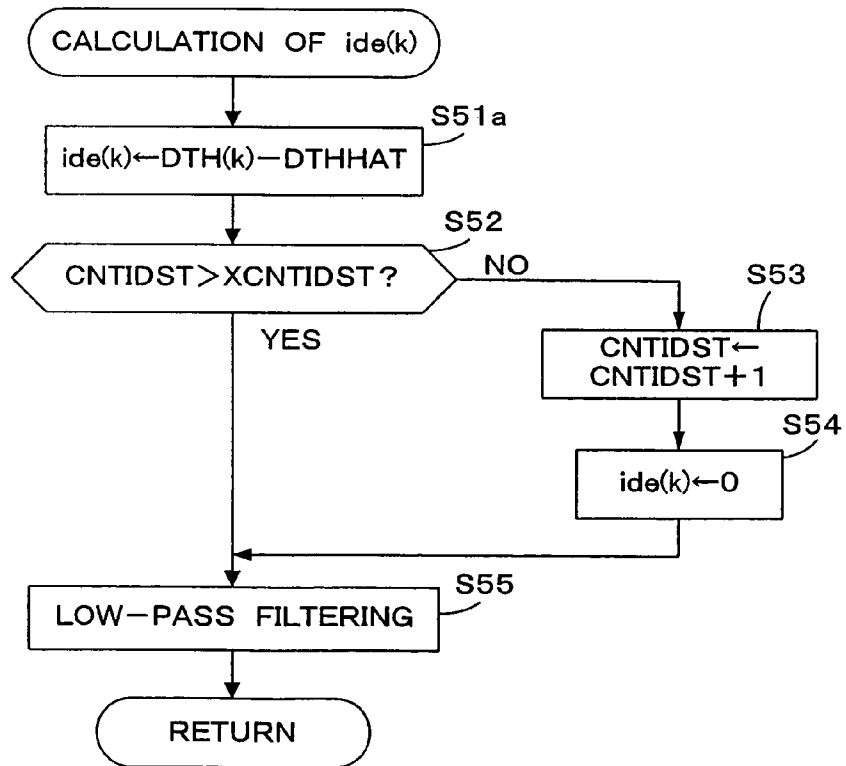 CALCULATION OF ide(k)
S51a
ide(k)←DTH(k)−DTHHAT
S52
CNTIDST>XCNTIDST?
NO
YES
S53
CNTIDST←
CNTIDST+1
S54
ide(k)←0
S55
LOW−PASS FILTERING
RETURN